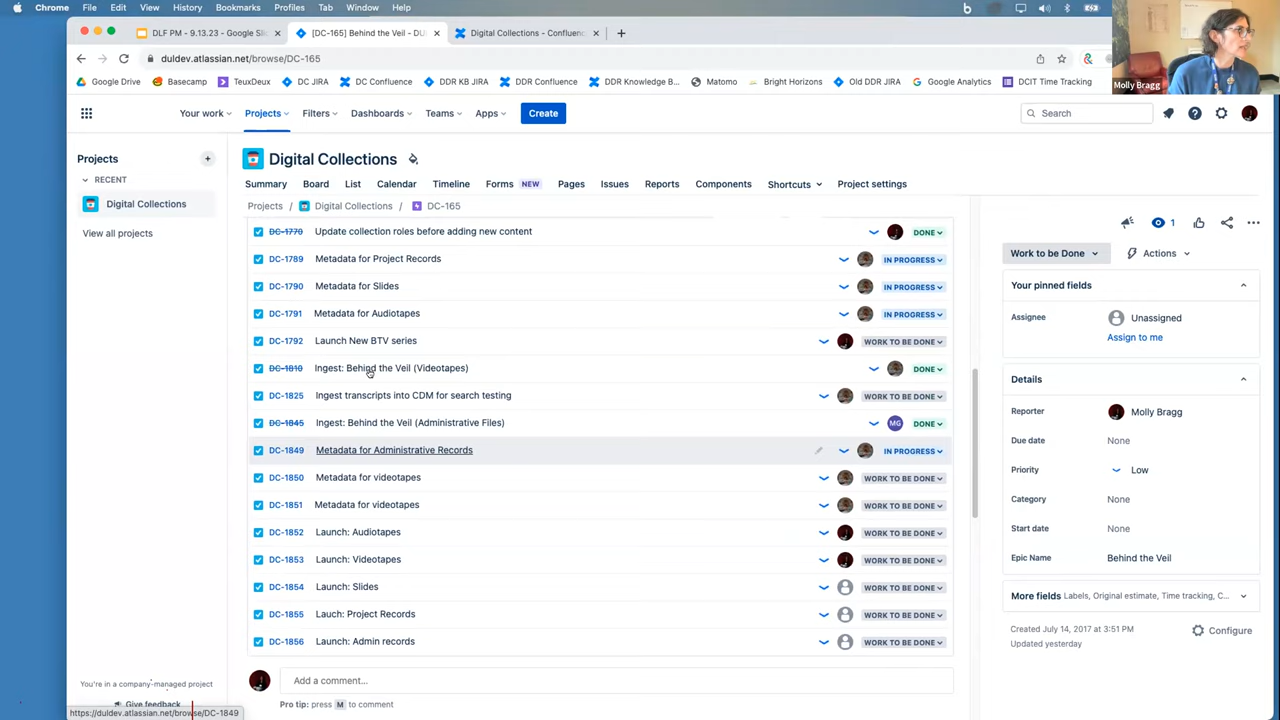 Chrome File Edit View History Bookmarks Profiles Tab Window Help
DLF PM - 9.13.23 - Google Slid
[DC-165] Behind the Veil - DU
Digital Collections - Confluenc
duldev.atlassian.net/browse/DC-165
Google Drive Basecamp TeuxDeux DC JIRA DC Confluence DDR KB JIRA DDR Confluence DDR Knowledge B... Matomo Bright Horizons Old DDR JIRA Google Analytics DCIT Time Tracking
Molly Bragg
Your work Projects Filters Dashboards Teams Apps Create Search
Projects
RECENT
Digital Collections
View all projects
Digital Collections
Summary Board List Calendar Timeline Forms NEW Pages Issues Reports Components Shortcuts Project settings
Projects / Digital Collections / DC-165
DC-1770 Update collection roles before adding new content DONE
DC-1789 Metadata for Project Records IN PROGRESS
DC-1790 Metadata for Slides IN PROGRESS
DC-1791 Metadata for Audiotapes IN PROGRESS
DC-1792 Launch New BTV series WORK TO BE DONE
DC-1810 Ingest: Behind the Veil (Videotapes) DONE
DC-1825 Ingest transcripts into CDM for search testing WORK TO BE DONE
DC-1845 Ingest: Behind the Veil (Administrative Files) MG DONE
DC-1849 Metadata for Administrative Records IN PROGRESS
DC-1850 Metadata for videotapes WORK TO BE DONE
DC-1851 Metadata for videotapes WORK TO BE DONE
DC-1852 Launch: Audiotapes WORK TO BE DONE
DC-1853 Launch: Videotapes WORK TO BE DONE
DC-1854 Launch: Slides WORK TO BE DONE
DC-1855 Lauch: Project Records WORK TO BE DONE
DC-1856 Launch: Admin records WORK TO BE DONE
Add a comment...
Pro tip: press M to comment
1
Work to be Done Actions
Your pinned fields
Assignee Unassigned
Assign to me
Details
Reporter Molly Bragg
Due date None
Priority Low
Category None
Start date None
Epic Name Behind the Veil
More fields Labels, Original estimate, Time tracking, C...
Created July 14, 2017 at 3:51 PM
Updated yesterday
Configure
You're in a company-managed project
Give feedback
https://duldev.atlassian.net/browse/DC-1849